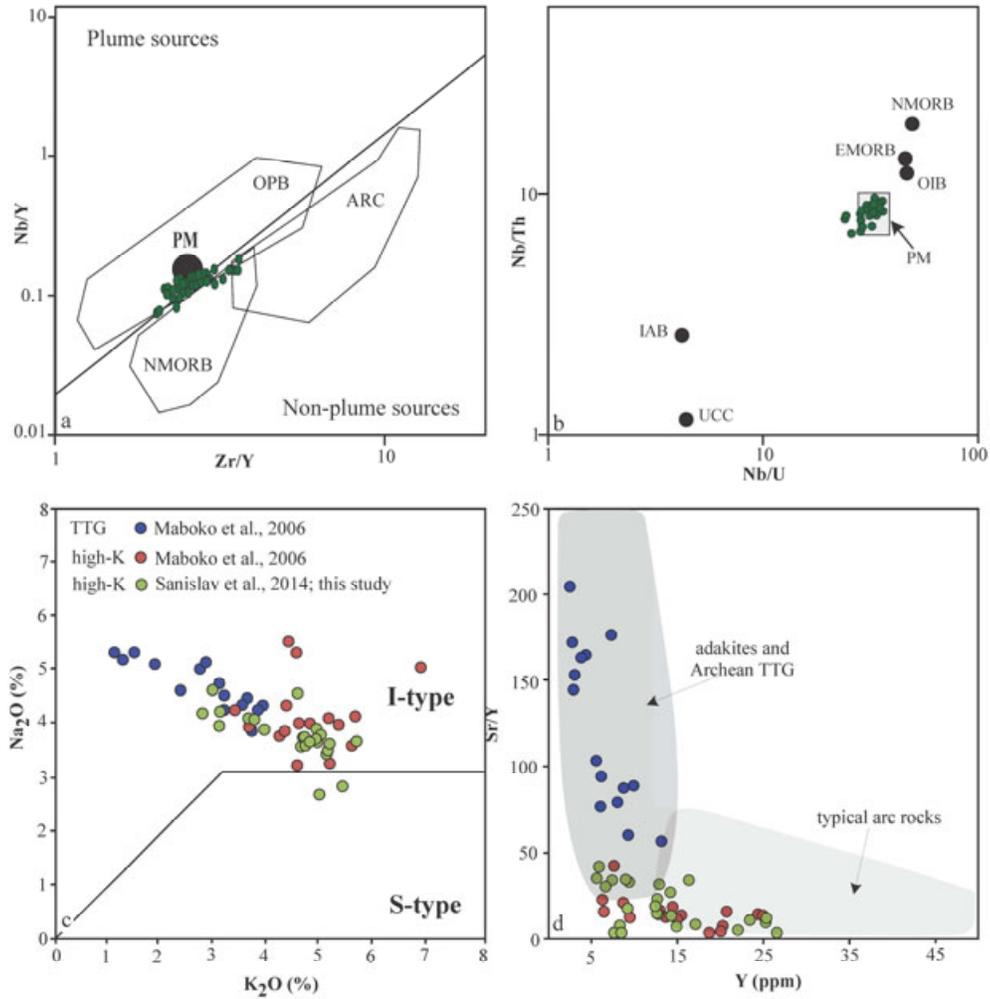 10
Plume sources
1
OPB
ARC
Nb/Y
PM
0.1
NMORB
Non-plume sources
a
0.01
1
10
Zr/Y
NMORB
EMORB
OIB
10
Nb/Th
PM
IAB
UCC
b
1
1
10
100
Nb/U
8
TTG Maboko et al., 2006
high-K Maboko et al., 2006
high-K Sanislav et al., 2014; this study
7
6
5
4
3
2
1
0
Na2O (%)
I-type
S-type
c
0 1 2 3 4 5 6 7 8
K2O (%)
250
200
150
100
50
0
Sr/Y
adakites and
Archean TTG
typical arc rocks
d
5 15 25 35 45
Y (ppm)